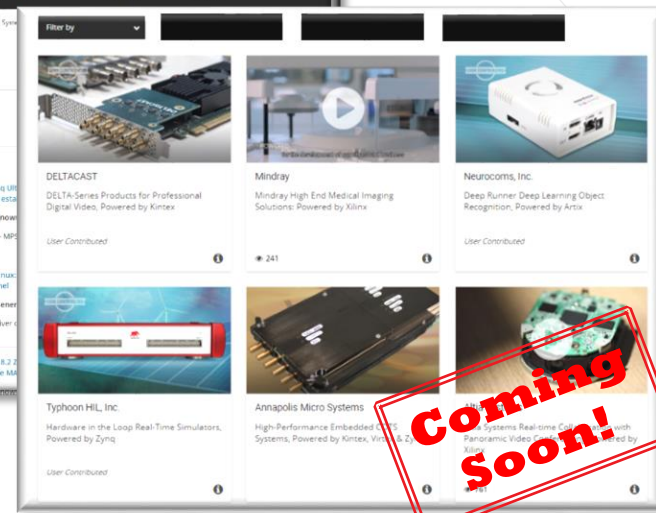 Filter by
DELTACAST
DELTA-Series Products for Professional
Digital Video, Powered by Kintex
User Contributed
Mindray
Mindray High End Medical Imaging
Solutions: Powered by Xilinx
241
Neurocoms, Inc.
Deep Runner Deep Learning Object
Recognition, Powered by Artix
User Contributed
Typhoon HIL, Inc.
Hardware in the Loop Real-Time Simulators,
Powered by Zynq
User Contributed
Annapolis Micro Systems
High-Performance Embedded COTS
Systems, Powered by Kintex,
Systems Real-time
Panoramic Video
Xilinx
761
Coming
Soon!